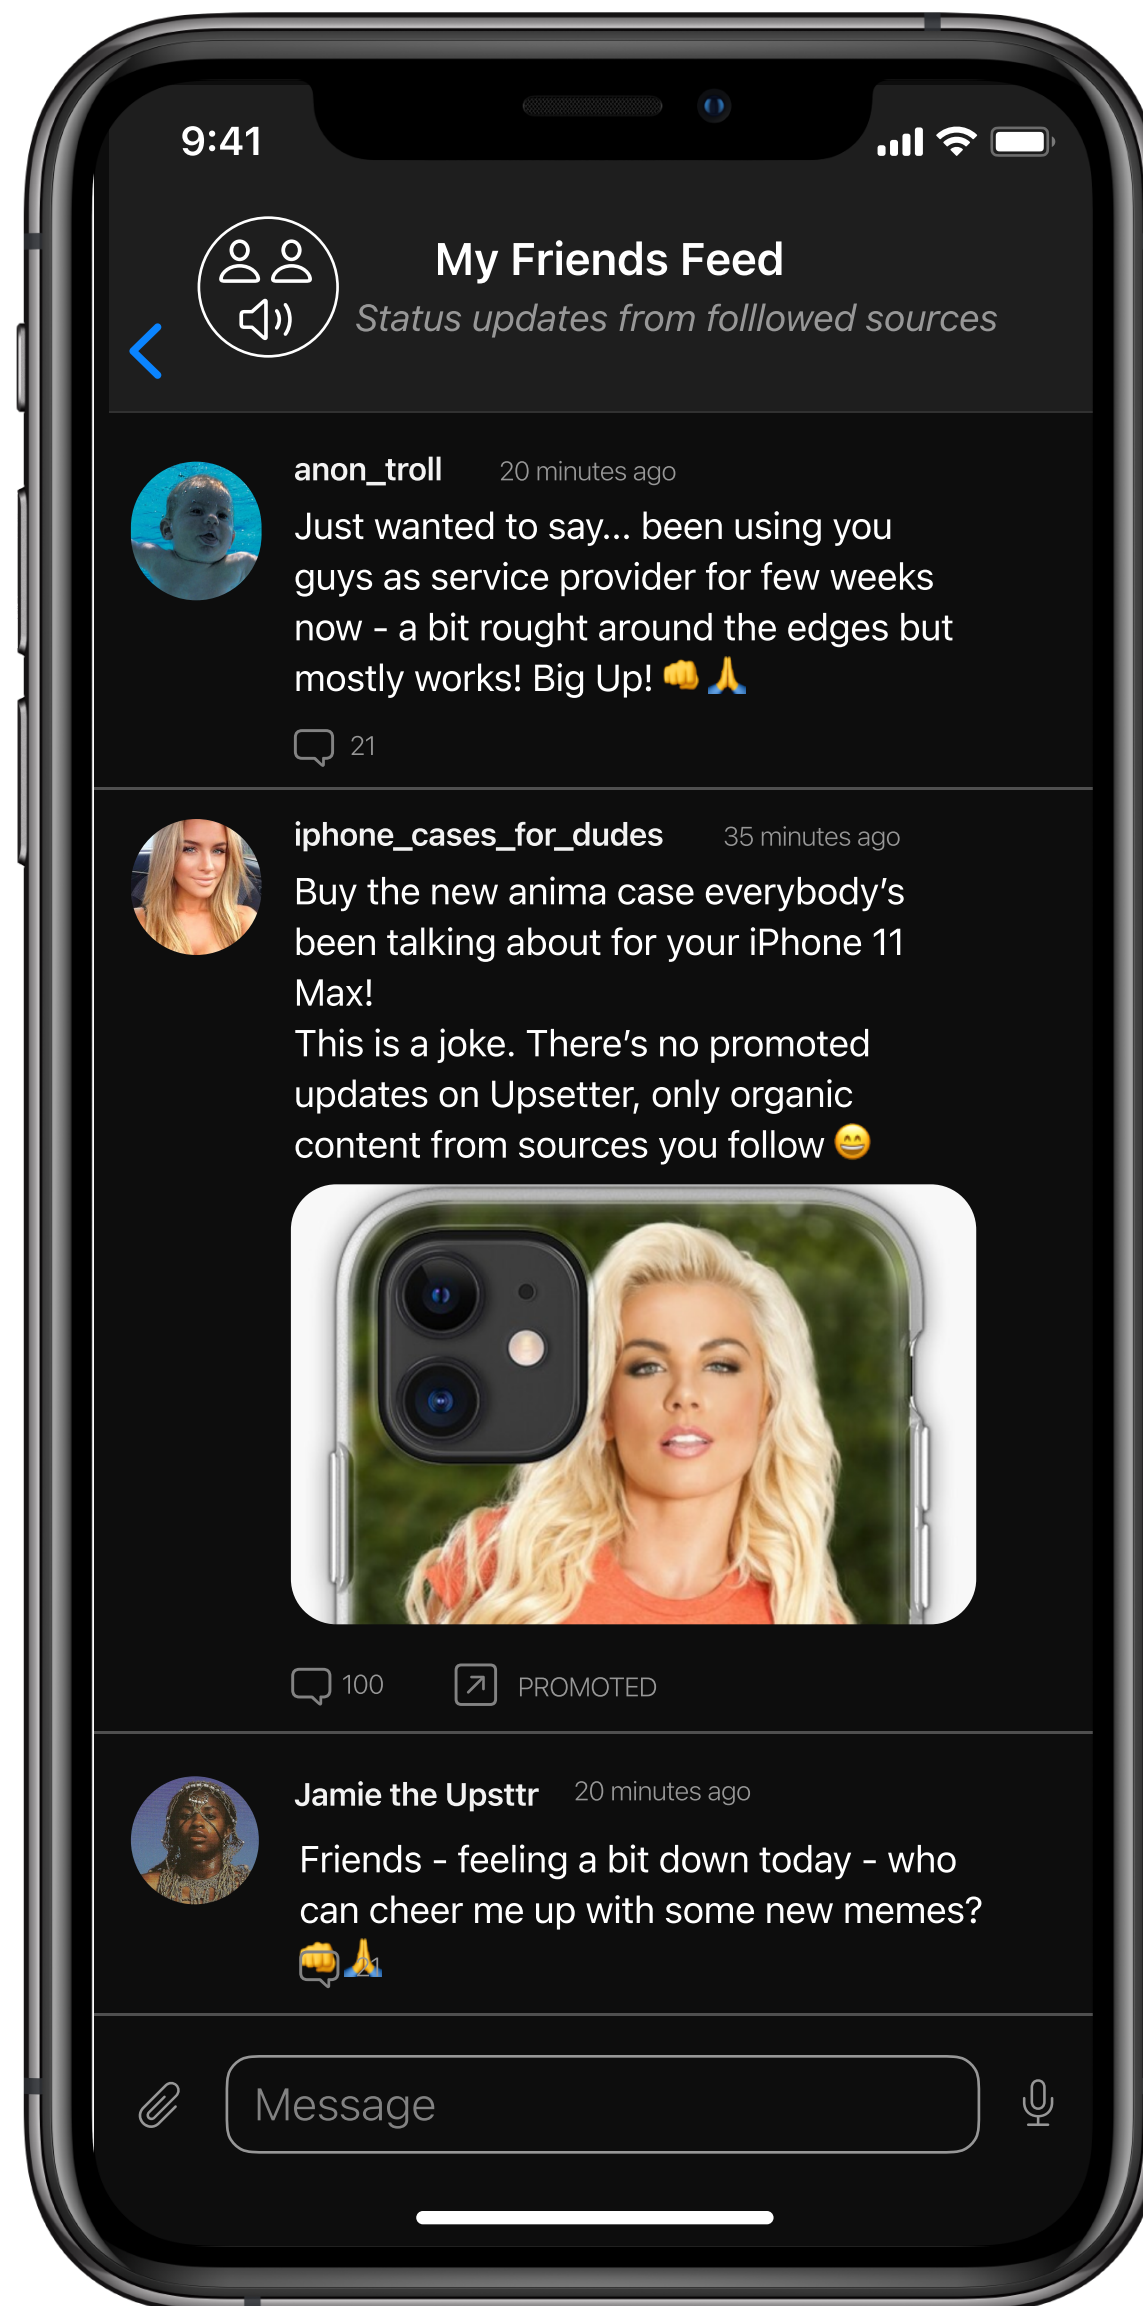 9:41
My Friends Feed
Status updates from folllowed sources
anon_troll 20 minutes ago
Just wanted to say... been using you
guys as service provider for few weeks
now - a bit rought around the edges but
mostly works! Big Up! 👊🙏
21
iphone_cases_for_dudes 35 minutes ago
Buy the new anima case everybody’s
been talking about for your iPhone 11
Max!
This is a joke. There’s no promoted
updates on Upsetter, only organic
content from sources you follow 😄
100 PROMOTED
Jamie the Upsttr 20 minutes ago
Friends - feeling a bit down today - who
can cheer me up with some new memes?
👊🙏 21
Message